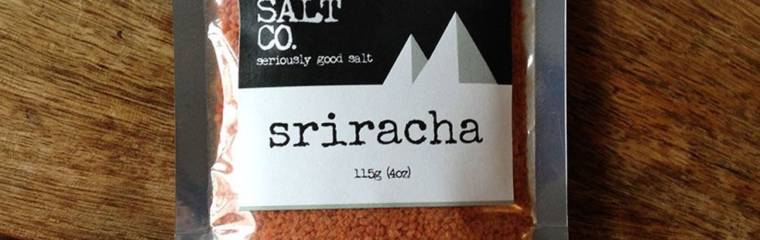 SALT
CO.
seriously good salt
sriracha
115g (4oz)